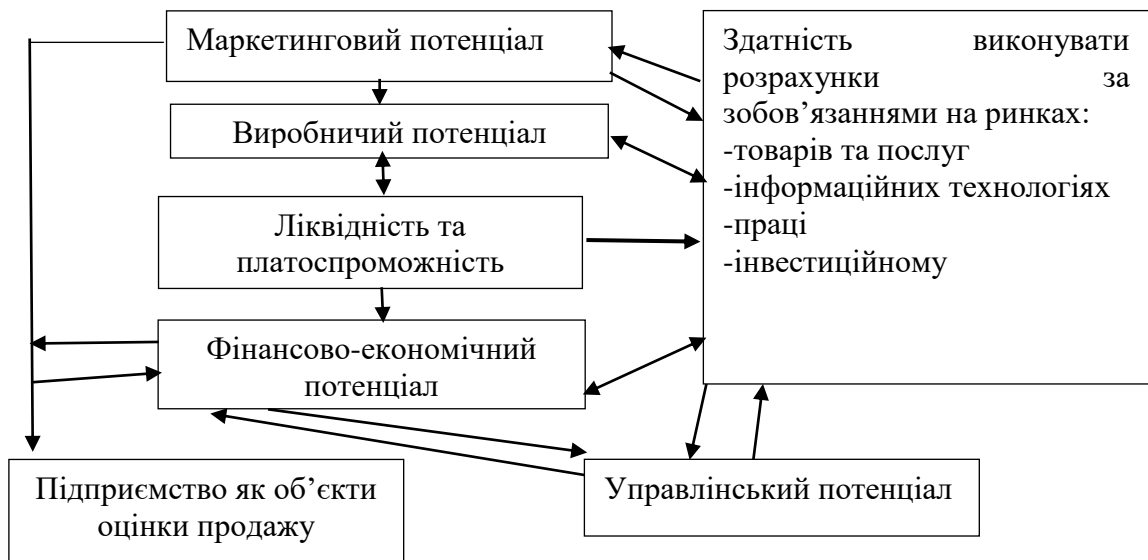 Маркетинговий потенціал
Виробничий потенціал
Ліквідність та
платоспроможність
Фінансово-економічний
потенціал
Підприємство як об’єкти
оцінки продажу
Здатність виконувати
розрахунки за
зобов’язаннями на ринках:
-товарів та послуг
-інформаційних технологіях
-праці
-інвестиційному
Управлінський потенціал